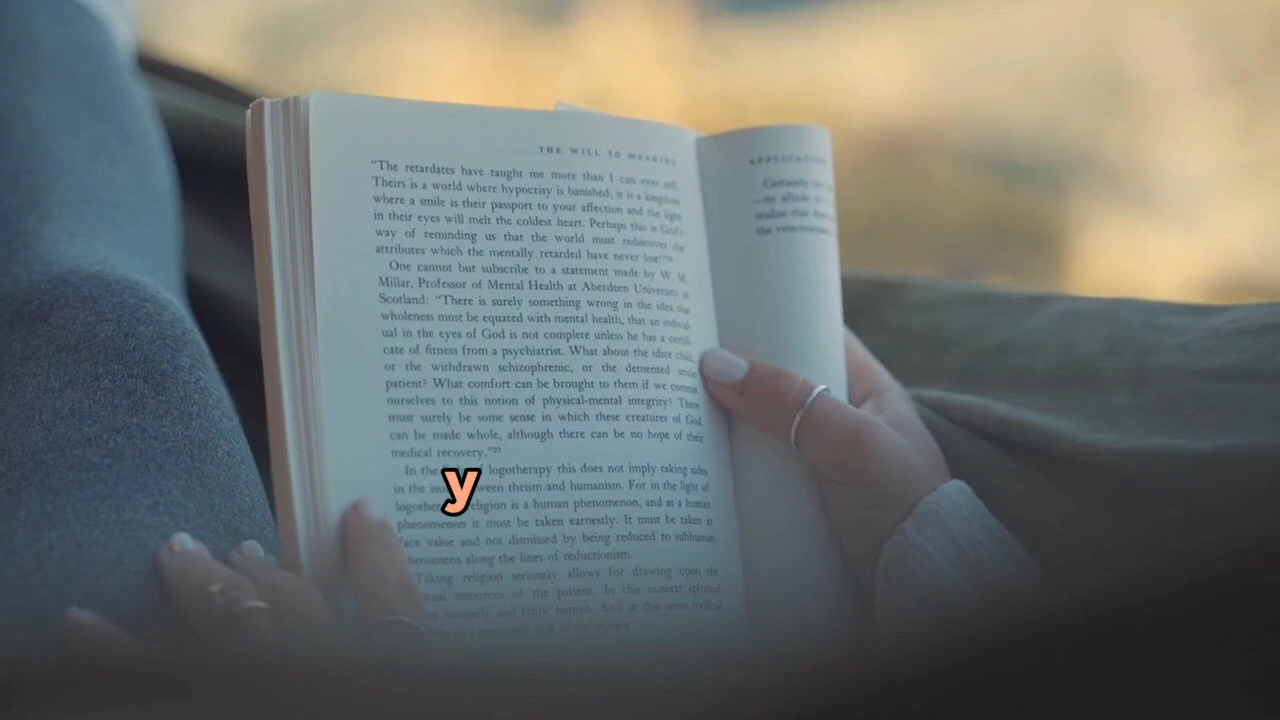 THE WILL TO MEANING
"The retardates have taught me more than I can ever tell.
Theirs is a world where hypocrisy is banished; it is a kingdom
where a smile is their passport to your affection and the light
in their eyes will melt the coldest heart. Perhaps this is God's
way of reminding us that the world must rediscover the
attributes which the mentally retarded have never lost."
One cannot but subscribe to a statement made by W. M.
Millar, Professor of Mental Health at Aberdeen University in
Scotland: "There is surely something wrong in the idea that
wholeness must be equated with mental health, that an individ-
ual in the eyes of God is not complete unless he has a certifi-
cate of fitness from a psychiatrist. What about the idiot child,
or the withdrawn schizophrenic, or the demented senile
patient? What comfort can be brought to them if we commit
ourselves to this notion of physical-mental integrity? There
must surely be some sense in which these creatures of God
can be made whole, although there can be no hope of their
medical recovery."21
In the of logotherapy this does not imply taking sides
in the between theism and humanism. For in the light of
religion is a human phenomenon, and as a human
phenomenon it must be taken earnestly. It must be taken at
face value and not dismissed by being reduced to subhuman
phenomena along the lines of reductionism.
Taking religion seriously allows for drawing upon the
resources of the patient. In this context spiritual
uniquely and truly human. And in this
y
APPLICATIONS
Certainly